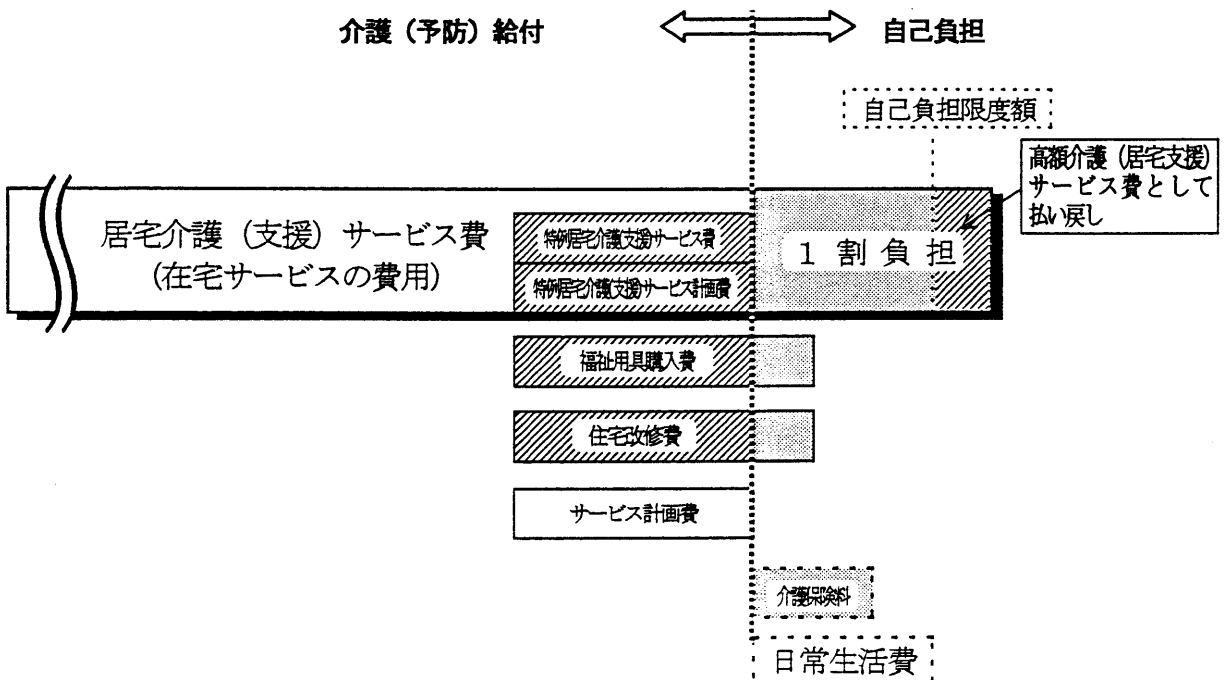 介護（予防）給付
自己負担
自己負担限度額
高額介護（居宅支援）
サービス費として
払い戻し
居宅介護（支援）サービス費
(在宅サービスの費用)
特例居宅介護(支援)サービス費
特例居宅介護(支援)サービス計画費
１割負担
福祉用具購入費
住宅改修費
サービス計画費
介護保険料
日常生活費